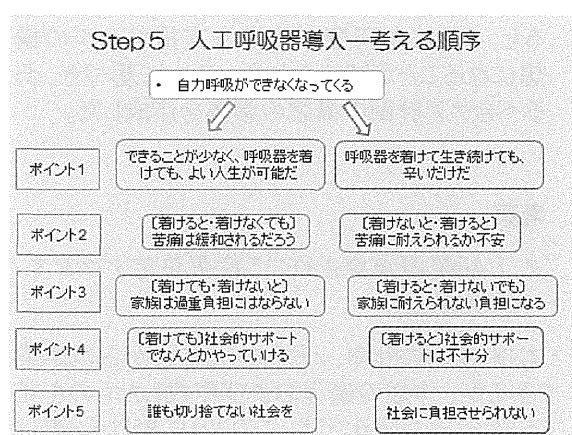 Step5 人工呼吸器導入―考える順序
• 自力呼吸ができなくなってくる
ポイント1
できることが少なく、呼吸器を着
けても、よい人生が可能だ
呼吸器を着けて生き続けても、
辛いだけだ
ポイント2
〔着けると・着けなくても〕
苦痛は緩和されるだろう
〔着けないと・着けると〕
苦痛に耐えられるか不安
ポイント3
〔着けても・着けないと〕
家族は過重負担にはならない
〔着けると・着けないでも〕
家族に耐えられない負担になる
ポイント4
〔着けても〕社会的サポート
でなんとかやっていける
〔着けると〕社会的サポー
トは不十分
ポイント5
誰も切り捨てない社会を
社会に負担させられない